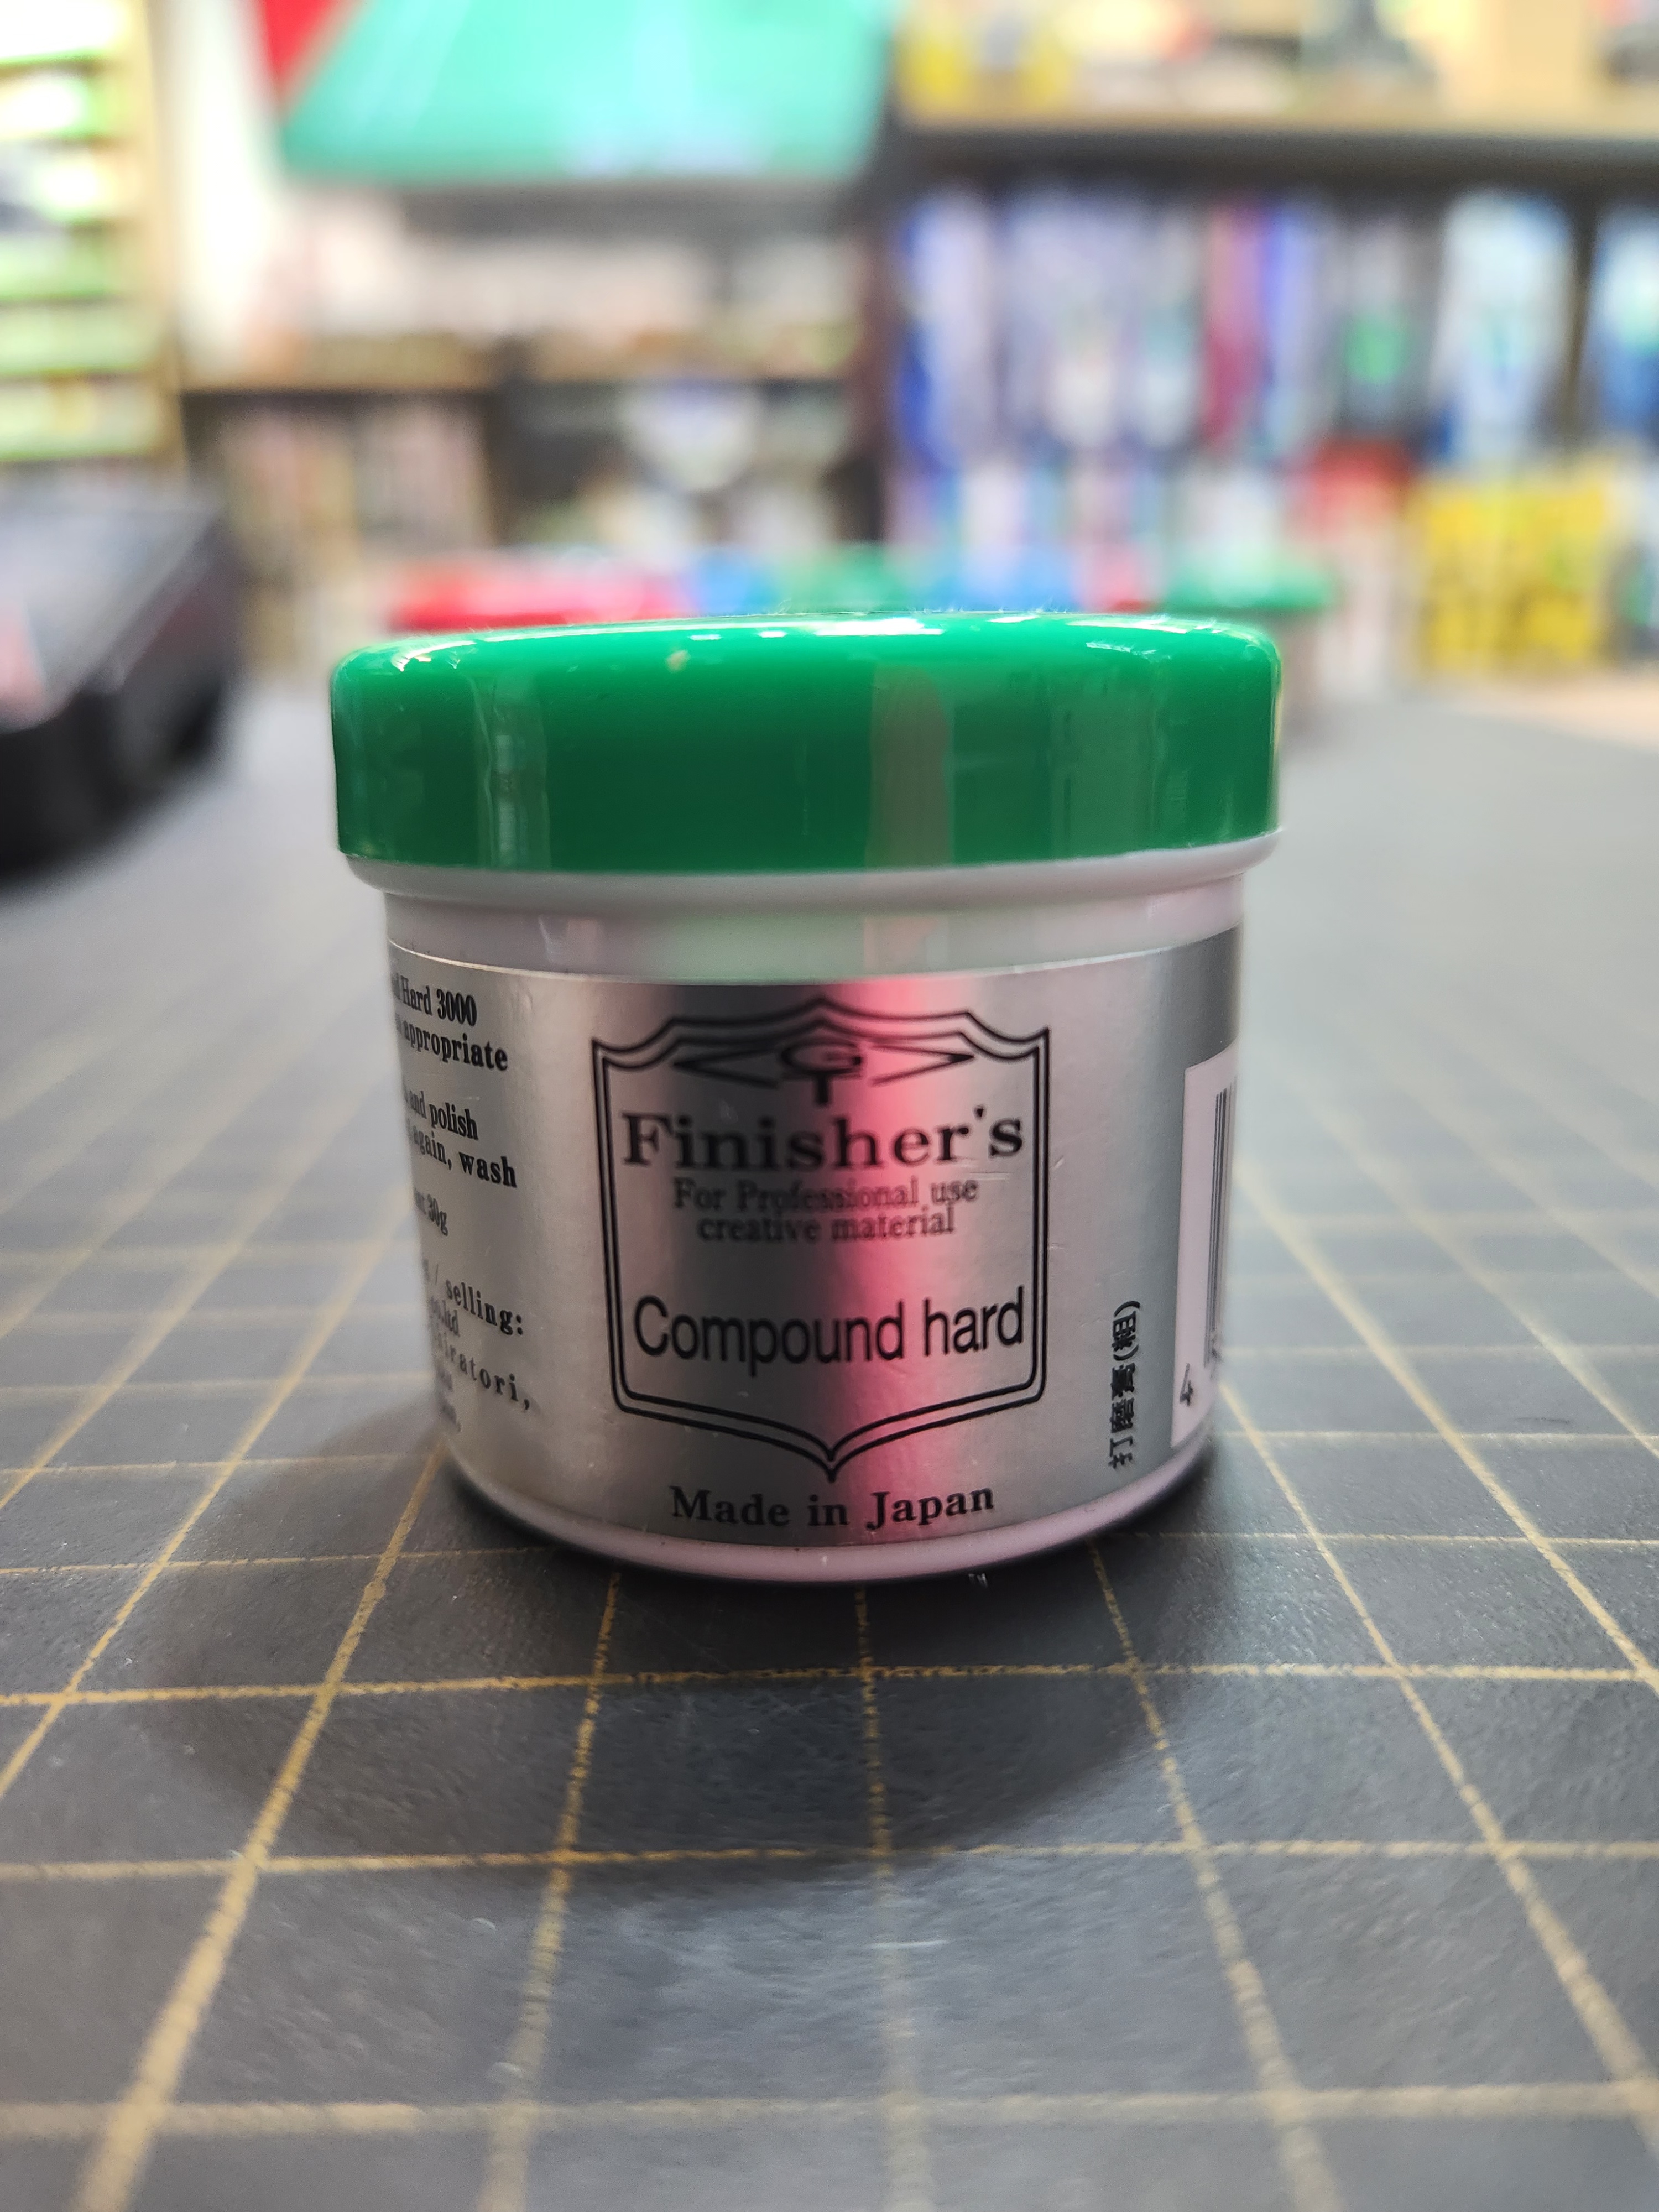 Hard 3000
appropriate
and polish
again, wash
30g
/ selling:
GT
Finisher's
For Professional use
creative material
Compound hard
Made in Japan
打磨膏(粗)
4